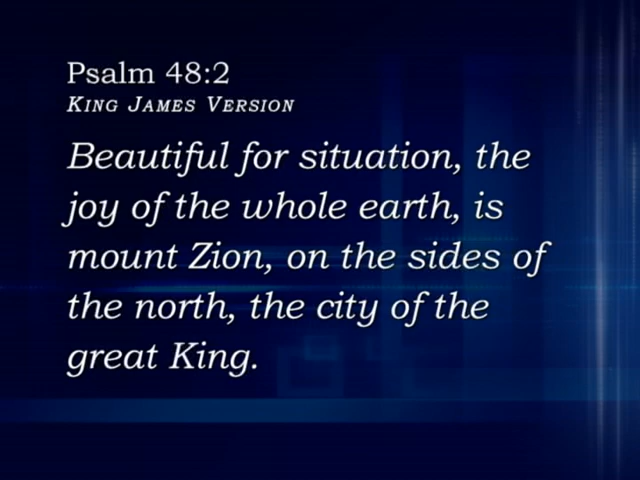 Psalm 48:2
King James Version
Beautiful for situation, the
joy of the whole earth, is
mount Zion, on the sides of
the north, the city of the
great King.